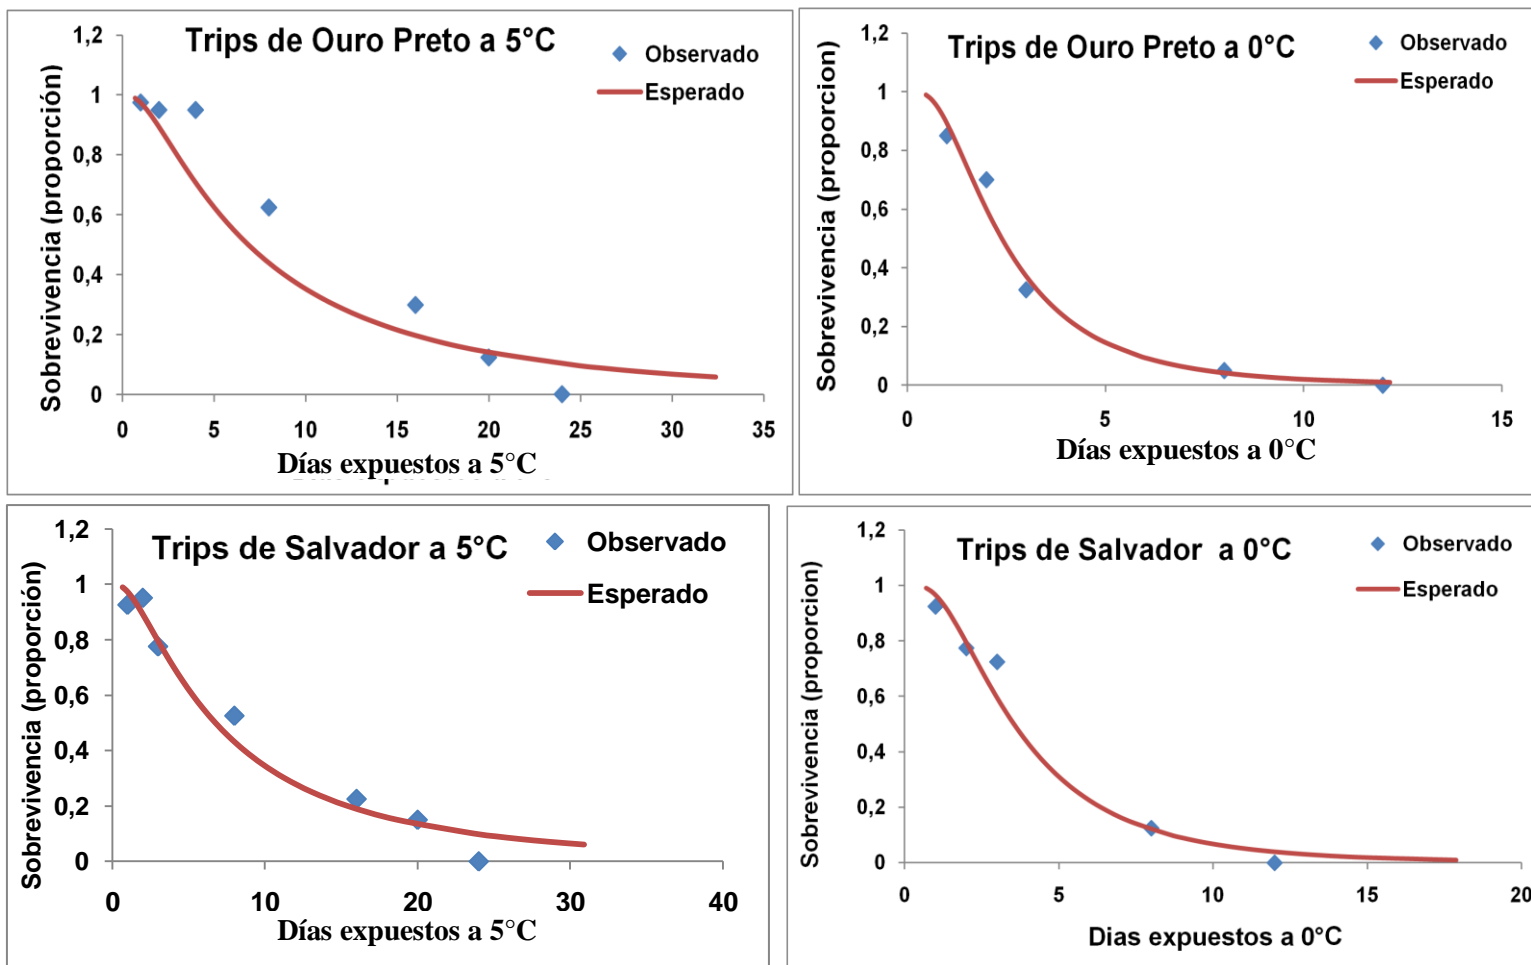 Trips de Ouro Preto a 5°C
Observado
Esperado
Sobrevivencia (proporción)
1,2
1
0,8
0,6
0,4
0,2
0
0 5 10 15 20 25 30 35
Días expuestos a 5°C
Trips de Ouro Preto a 0°C
Observado
Esperado
Sobrevivencia (proporcion)
1,2
1
0,8
0,6
0,4
0,2
0
0 5 10 15
Días expuestos a 0°C
Trips de Salvador a 5°C
Observado
Esperado
Sobrevivencia (proporción)
1,2
1
0,8
0,6
0,4
0,2
0
0 10 20 30 40
Días expuestos a 5°C
Trips de Salvador a 0°C
Observado
Esperado
Sobrevivencia (proporcion)
1,2
1
0,8
0,6
0,4
0,2
0
0 5 10 15 20
Dias expuestos a 0°C